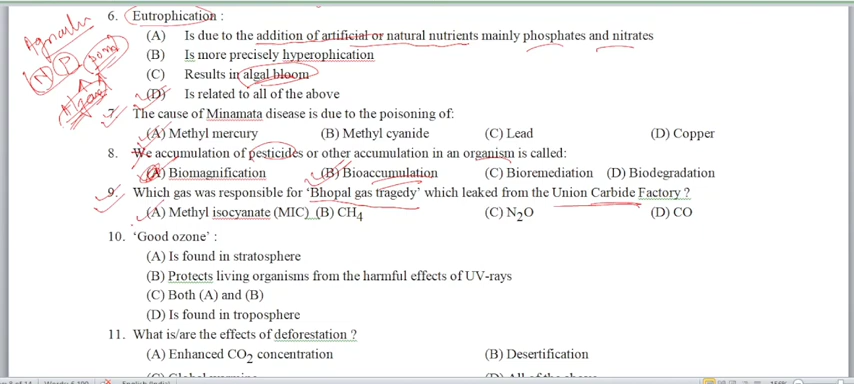 6. Eutrophication :
(A) Is due to the addition of artificial or natural nutrients mainly phosphates and nitrates
(B) Is more precisely hyperophication
(C) Results in algal bloom
(D) Is related to all of the above
N P pond
Algae
7. The cause of Minamata disease is due to the poisoning of:
(A) Methyl mercury (B) Methyl cyanide (C) Lead (D) Copper
8. We accumulation of pesticides or other accumulation in an organism is called:
(A) Biomagnification (B) Bioaccumulation (C) Bioremediation (D) Biodegradation
9. Which gas was responsible for ‘Bhopal gas tragedy’ which leaked from the Union Carbide Factory ?
(A) Methyl isocyanate (MIC) (B) CH4 (C) N2O (D) CO
10. ‘Good ozone’ :
(A) Is found in stratosphere
(B) Protects living organisms from the harmful effects of UV-rays
(C) Both (A) and (B)
(D) Is found in troposphere
11. What is/are the effects of deforestation ?
(A) Enhanced CO2 concentration (B) Desertification